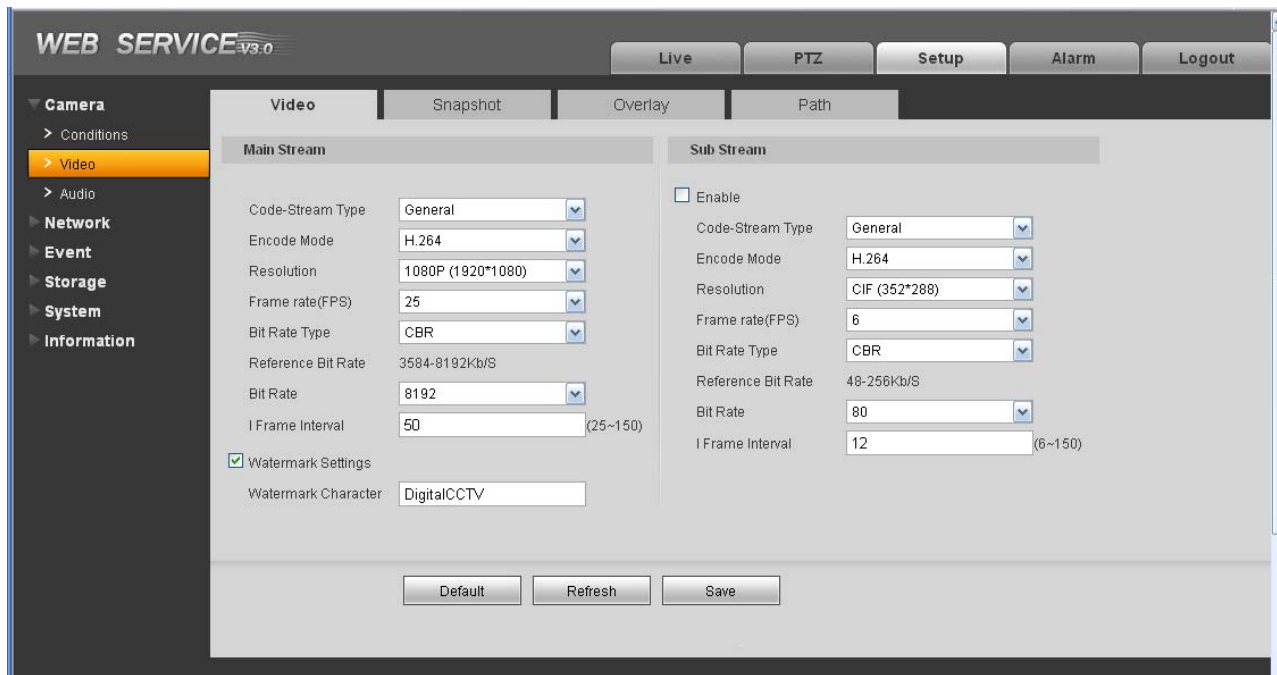 WEB SERVICE V3.0
Live PTZ Setup Alarm Logout
Camera
Conditions
Video
Audio
Network
Event
Storage
System
Information
Video Snapshot Overlay Path
Main Stream
Code-Stream Type General
Encode Mode H.264
Resolution 1080P (1920*1080)
Frame rate(FPS) 25
Bit Rate Type CBR
Reference Bit Rate 3584-8192Kb/S
Bit Rate 8192
I Frame Interval 50 (25~150)
Watermark Settings
Watermark Character DigitalCCTV
Sub Stream
Enable
Code-Stream Type General
Encode Mode H.264
Resolution CIF (352*288)
Frame rate(FPS) 6
Bit Rate Type CBR
Reference Bit Rate 48-256Kb/S
Bit Rate 80
I Frame Interval 12 (6~150)
Default Refresh Save